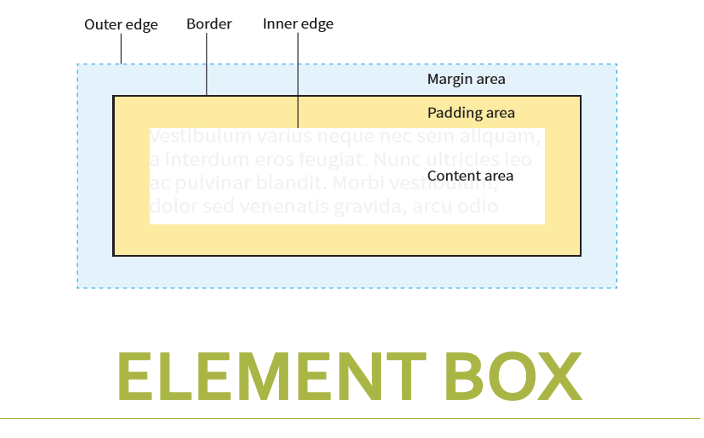 Outer edge Border Inner edge
Margin area
Padding area
Vestibulum varius neque nec sem aliquam,
a interdum eros feugiat. Nunc ultricies leo
ac pulvinar blandit. Morbi vestibulum,
Content area
dolor sed venenatis gravida, arcu odio
ELEMENT BOX